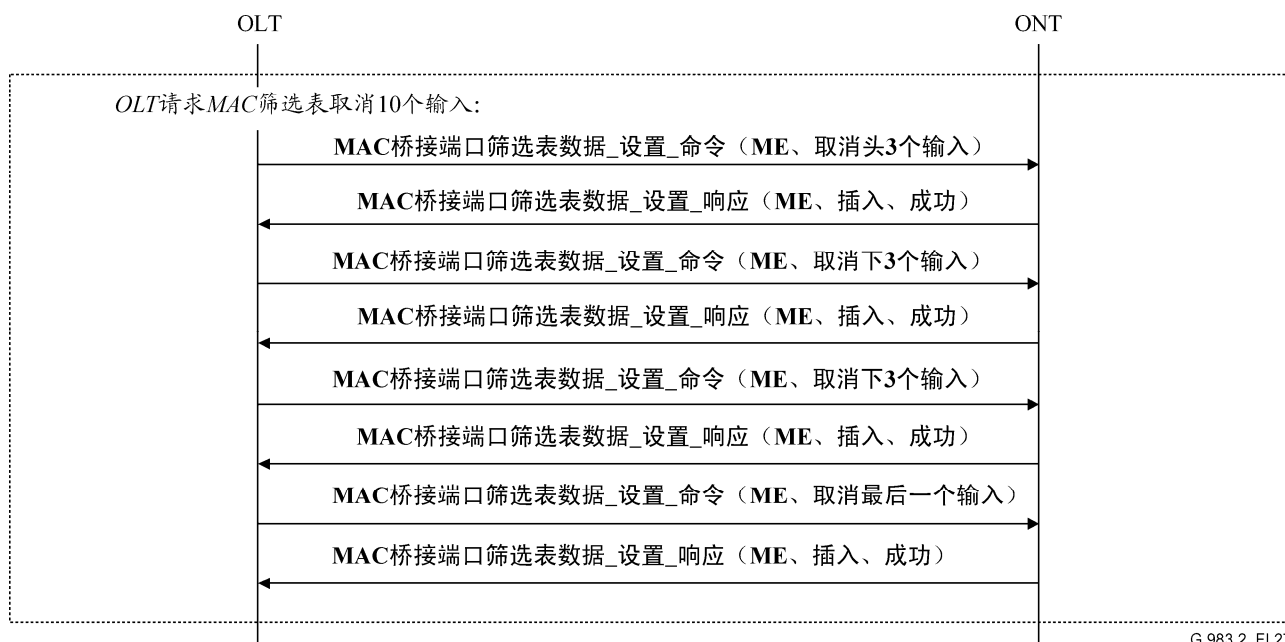 OLT ONT
OLT请求MAC筛选表取消10个输入:
MAC桥接端口筛选表数据_设置_命令（ME、取消头3个输入）
MAC桥接端口筛选表数据_设置_响应（ME、插入、成功）
MAC桥接端口筛选表数据_设置_命令（ME、取消下3个输入）
MAC桥接端口筛选表数据_设置_响应（ME、插入、成功）
MAC桥接端口筛选表数据_设置_命令（ME、取消下3个输入）
MAC桥接端口筛选表数据_设置_响应（ME、插入、成功）
MAC桥接端口筛选表数据_设置_命令（ME、取消最后一个输入）
MAC桥接端口筛选表数据_设置_响应（ME、插入、成功）
G.983.2_FI.2